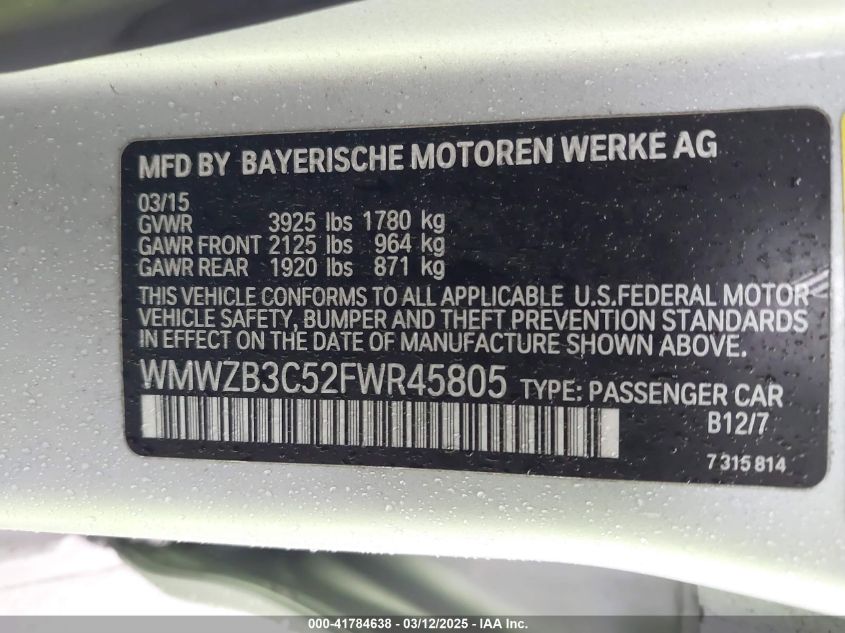 MFD BY BAYERISCHE MOTOREN WERKE AG
03/15
GVWR 3925 lbs 1780 kg
GAWR FRONT 2125 lbs 964 kg
GAWR REAR 1920 lbs 871 kg
THIS VEHICLE CONFORMS TO ALL APPLICABLE U.S.FEDERAL MOTOR
VEHICLE SAFETY, BUMPER AND THEFT PREVENTION STANDARDS
IN EFFECT ON THE DATE OF MANUFACTURE SHOWN ABOVE.
WMWZB3C52FWR45805 TYPE: PASSENGER CAR
B12/7
7 315 814
000-41784638 - 03/12/2025 - IAA Inc.